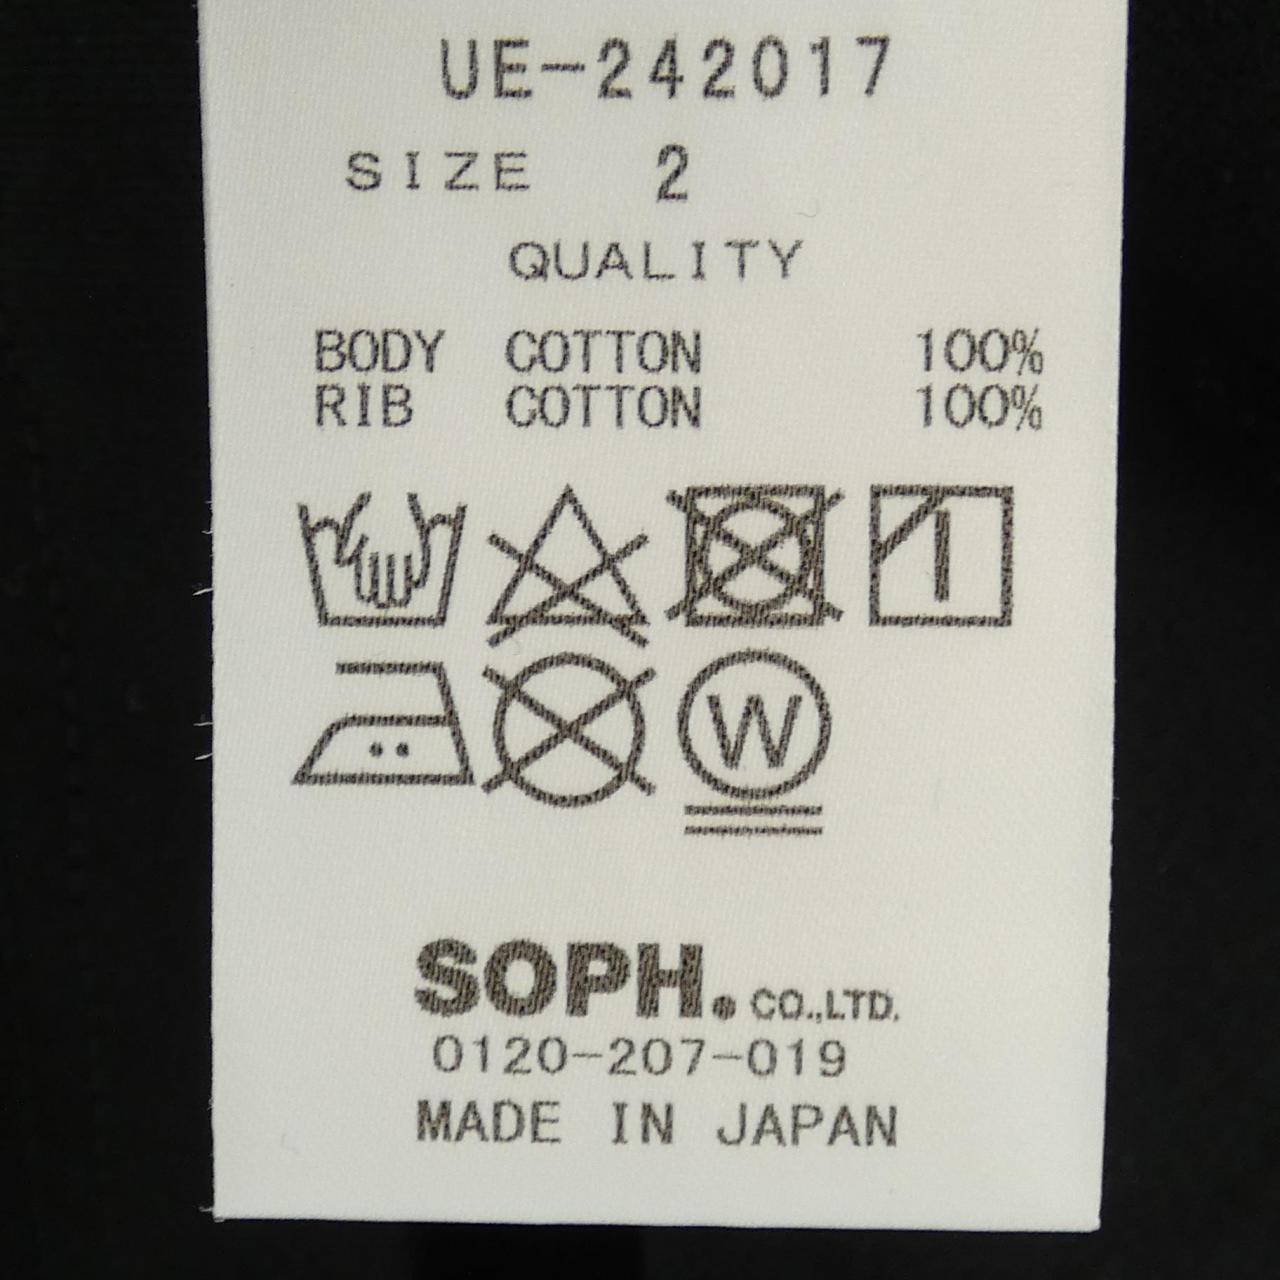 UE-242017
SIZE 2
QUALITY
BODY COTTON 100%
RIB COTTON 100%
W
SOPH. CO.,LTD.
0120-207-019
MADE IN JAPAN